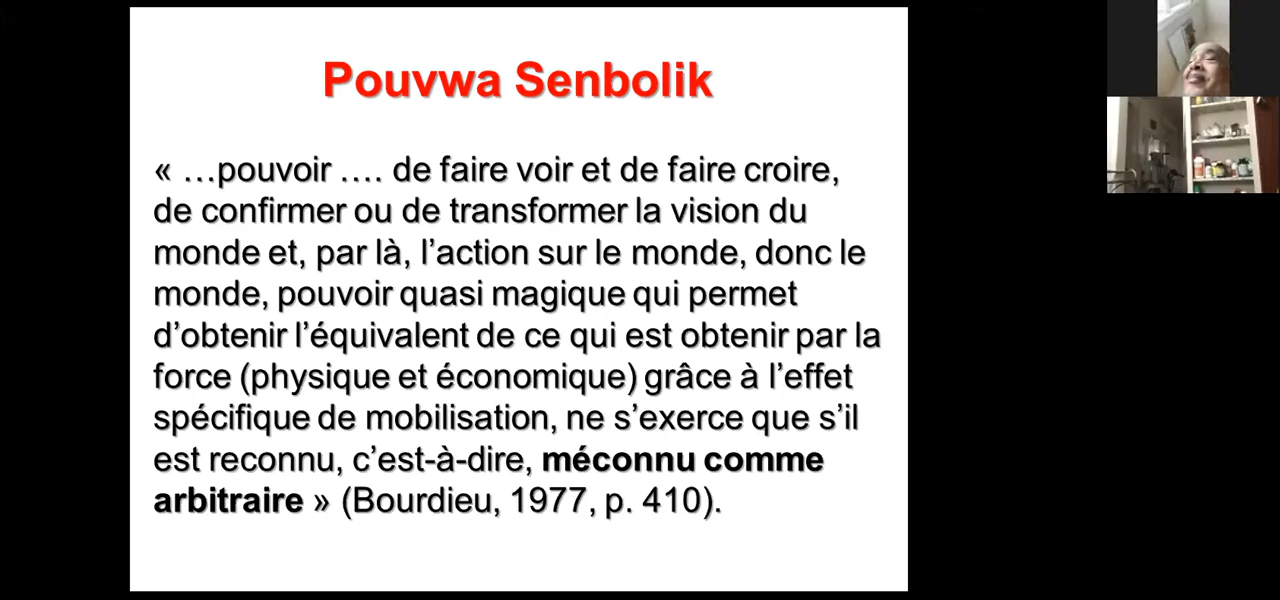 Pouvwa Senbolik
« …pouvoir …. de faire voir et de faire croire,
de confirmer ou de transformer la vision du
monde et, par là, l’action sur le monde, donc le
monde, pouvoir quasi magique qui permet
d’obtenir l’équivalent de ce qui est obtenir par la
force (physique et économique) grâce à l’effet
spécifique de mobilisation, ne s’exerce que s’il
est reconnu, c’est-à-dire, méconnu comme
arbitraire » (Bourdieu, 1977, p. 410).